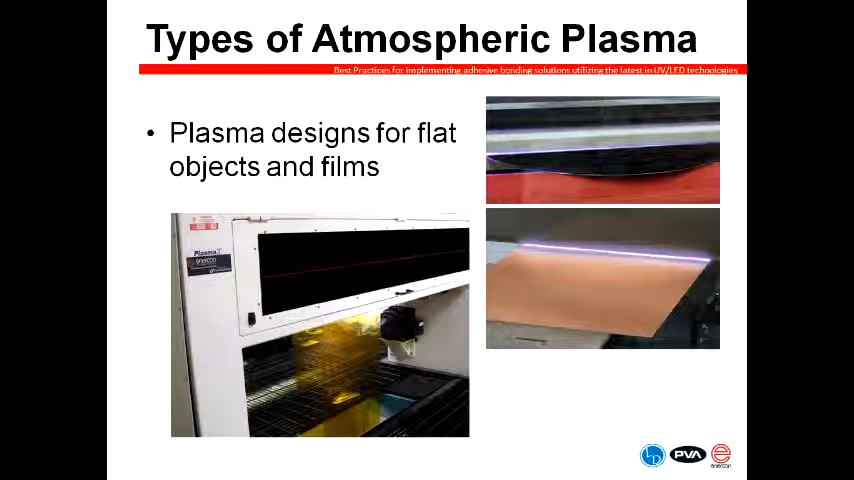 Types of Atmospheric Plasma
Best Practices for implementing adhesive bonding solutions utilizing the latest in UV/LED technologies
• Plasma designs for flat
objects and films
Plasma3
enercon
LD
PVA
enercon